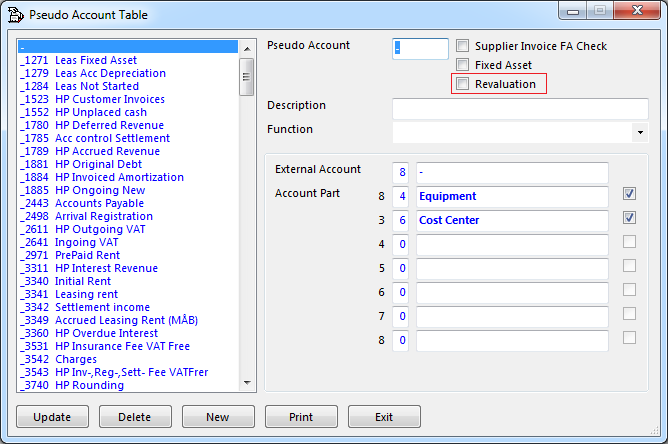 Pseudo Account Table
-
_1271 Leas Fixed Asset
_1279 Leas Acc Depreciation
_1284 Leas Not Started
_1523 HP Customer Invoices
_1552 HP Unplaced cash
_1780 HP Deferred Revenue
_1785 Acc control Settlement
_1789 HP Accrued Revenue
_1881 HP Original Debt
_1884 HP Invoiced Amortization
_1885 HP Ongoing New
_2443 Accounts Payable
_2498 Arrival Registration
_2611 HP Outgoing VAT
_2641 Ingoing VAT
_2971 PrePaid Rent
_3311 HP Interest Revenue
_3340 Initial Rent
_3341 Leasing rent
_3342 Settlement income
_3349 Accrued Leasing Rent (MÅB)
_3360 HP Overdue Interest
_3531 HP Insurance Fee VAT Free
_3542 Charges
_3543 HP Inv-,Reg-,Sett- Fee VATFrer
_3740 HP Rounding
Pseudo Account -
Supplier Invoice FA Check
Fixed Asset
Revaluation
Description
Function
External Account 8 -
Account Part 8 4 Equipment
3 6 Cost Center
4 0
5 0
6 0
7 0
8 0
Update Delete New Print Exit